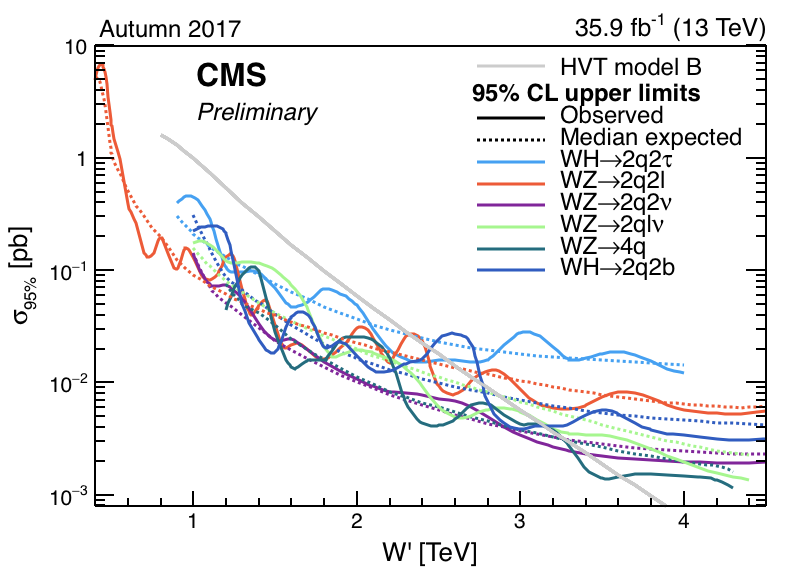 Autumn 2017
35.9 fb⁻¹ (13 TeV)
CMS
Preliminary
HVT model B
95% CL upper limits
Observed
Median expected
WH→2q2τ
WZ→2q2l
WZ→2q2ν
WZ→2qlν
WZ→4q
WH→2q2b
σ95% [pb]
10
1
10⁻¹
10⁻²
10⁻³
1
2
3
4
W' [TeV]